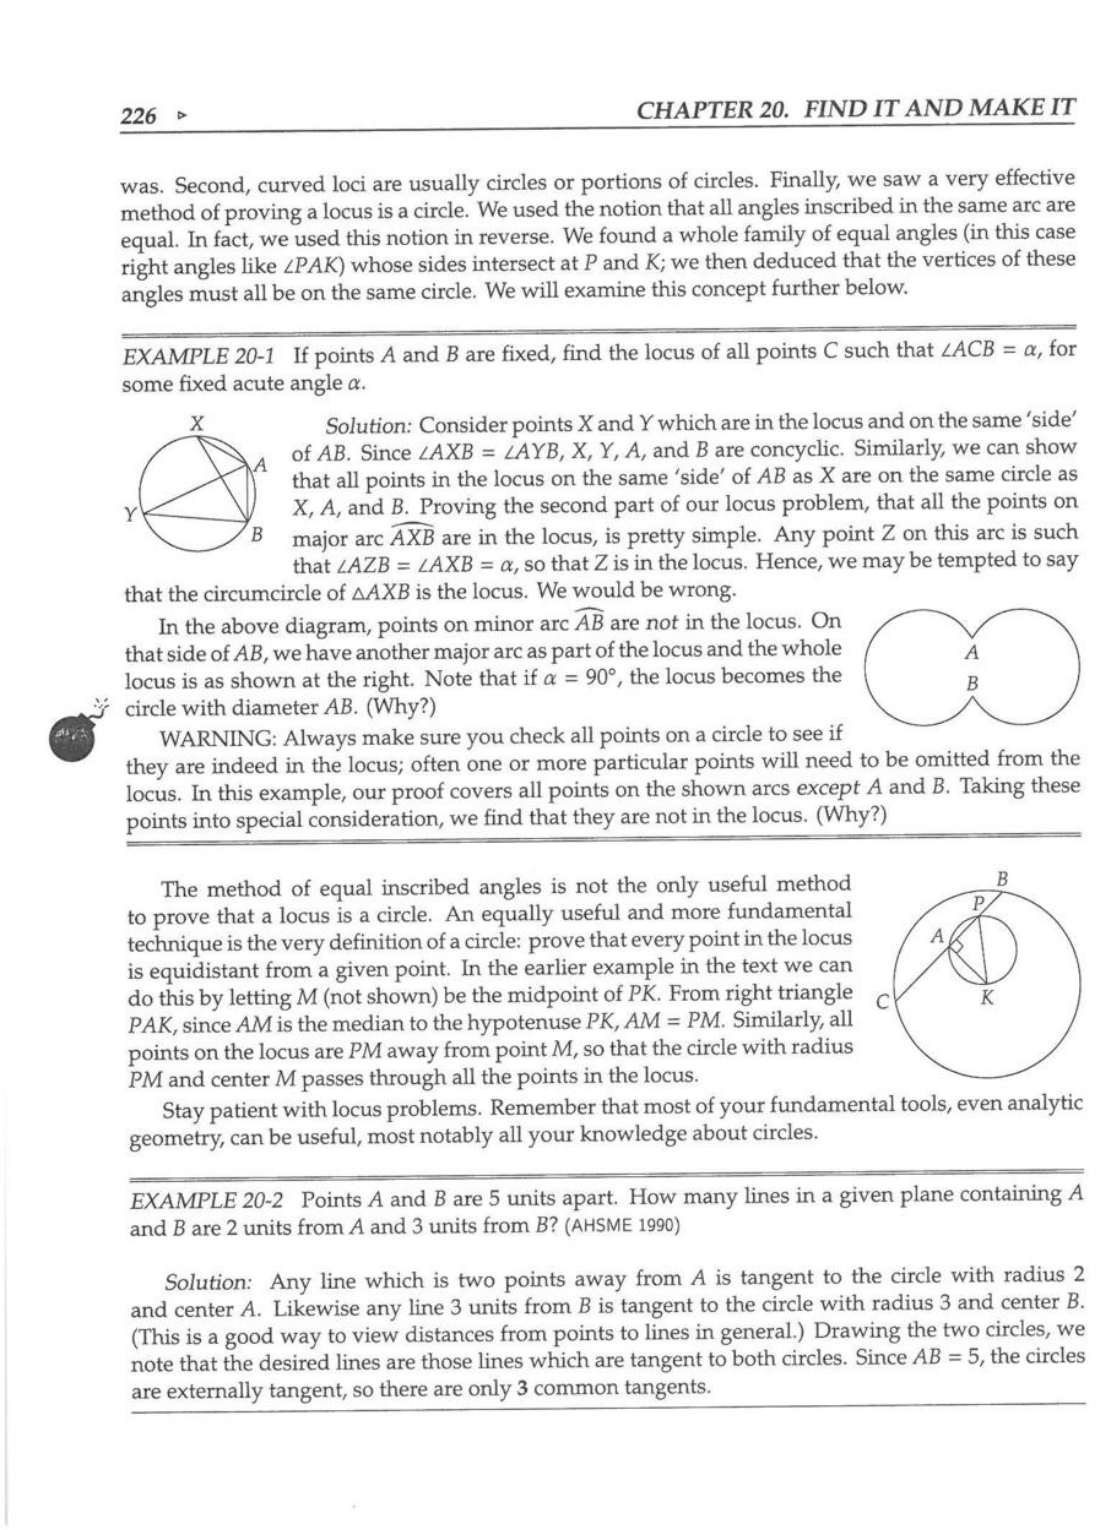 226 ▷ CHAPTER 20. FIND IT AND MAKE IT
was. Second, curved loci are usually circles or portions of circles. Finally, we saw a very effective
method of proving a locus is a circle. We used the notion that all angles inscribed in the same arc are
equal. In fact, we used this notion in reverse. We found a whole family of equal angles (in this case
right angles like ∠PAK) whose sides intersect at P and K; we then deduced that the vertices of these
angles must all be on the same circle. We will examine this concept further below.
EXAMPLE 20-1 If points A and B are fixed, find the locus of all points C such that ∠ACB = α, for
some fixed acute angle α.
X
A
Y
B
Solution: Consider points X and Y which are in the locus and on the same 'side'
of AB. Since ∠AXB = ∠AYB, X, Y, A, and B are concyclic. Similarly, we can show
that all points in the locus on the same 'side' of AB as X are on the same circle as
X, A, and B. Proving the second part of our locus problem, that all the points on
major arc AXB are in the locus, is pretty simple. Any point Z on this arc is such
that ∠AZB = ∠AXB = α, so that Z is in the locus. Hence, we may be tempted to say
that the circumcircle of △AXB is the locus. We would be wrong.
In the above diagram, points on minor arc AB are not in the locus. On
that side of AB, we have another major arc as part of the locus and the whole
locus is as shown at the right. Note that if α = 90°, the locus becomes the
circle with diameter AB. (Why?)
A
B
WARNING: Always make sure you check all points on a circle to see if
they are indeed in the locus; often one or more particular points will need to be omitted from the
locus. In this example, our proof covers all points on the shown arcs except A and B. Taking these
points into special consideration, we find that they are not in the locus. (Why?)
The method of equal inscribed angles is not the only useful method
to prove that a locus is a circle. An equally useful and more fundamental
technique is the very definition of a circle: prove that every point in the locus
is equidistant from a given point. In the earlier example in the text we can
do this by letting M (not shown) be the midpoint of PK. From right triangle
PAK, since AM is the median to the hypotenuse PK, AM = PM. Similarly, all
points on the locus are PM away from point M, so that the circle with radius
PM and center M passes through all the points in the locus.
B
P
A
C
K
Stay patient with locus problems. Remember that most of your fundamental tools, even analytic
geometry, can be useful, most notably all your knowledge about circles.
EXAMPLE 20-2 Points A and B are 5 units apart. How many lines in a given plane containing A
and B are 2 units from A and 3 units from B? (AHSME 1990)
Solution: Any line which is two points away from A is tangent to the circle with radius 2
and center A. Likewise any line 3 units from B is tangent to the circle with radius 3 and center B.
(This is a good way to view distances from points to lines in general.) Drawing the two circles, we
note that the desired lines are those lines which are tangent to both circles. Since AB = 5, the circles
are externally tangent, so there are only 3 common tangents.